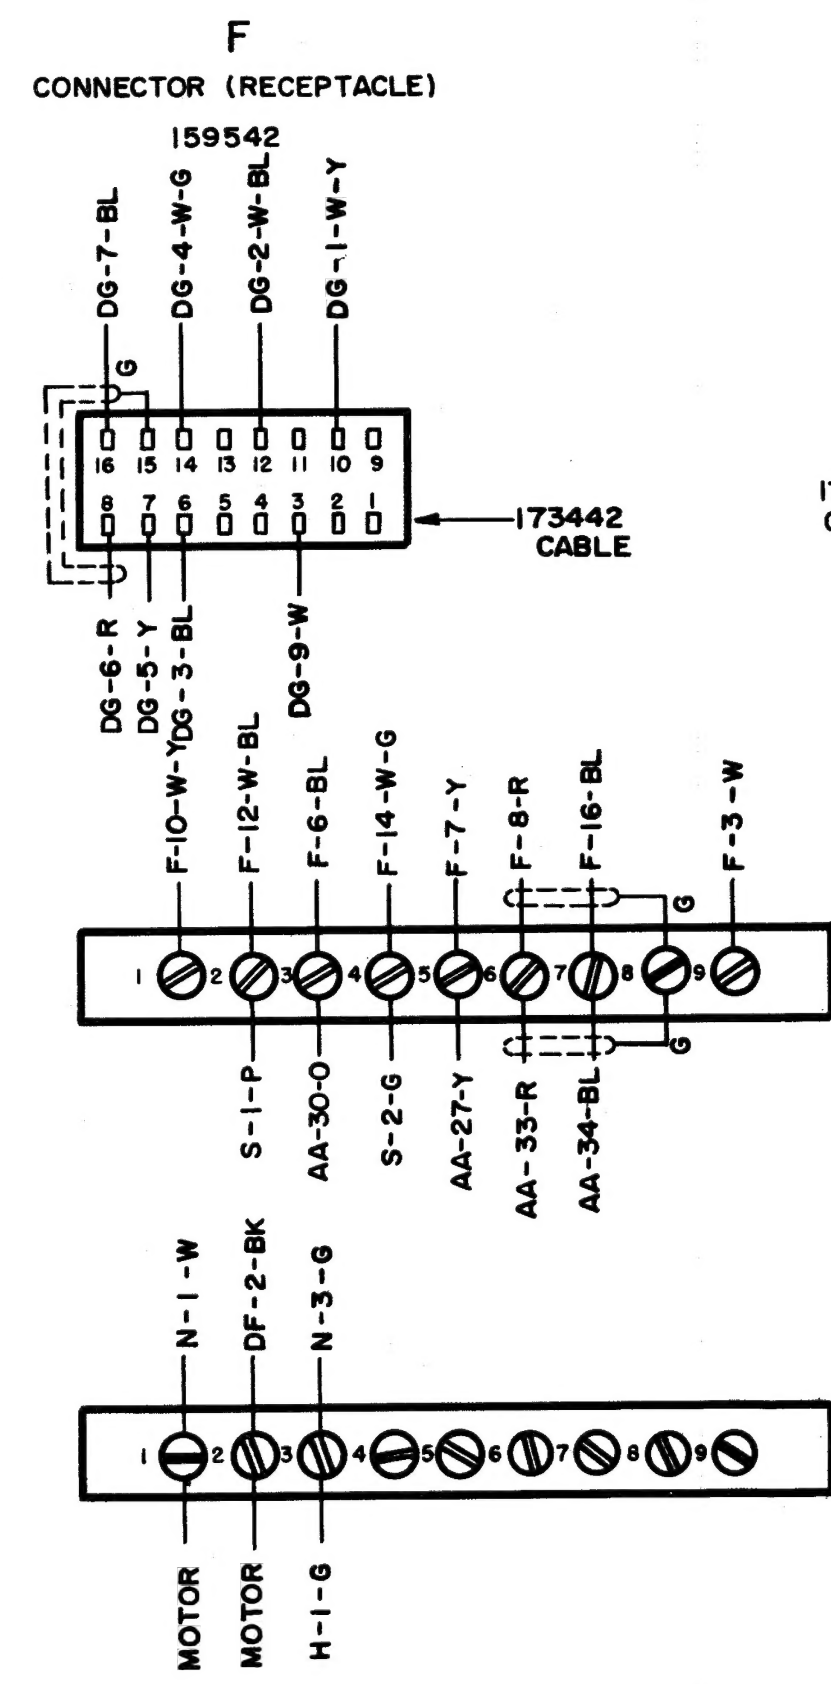 F
CONNECTOR (RECEPTACLE)
159542
DG-7-BL
DG-4-W-G
DG-2-W-BL
DG-1-W-Y
G
16 15 14 13 12 11 10 9
8 7 6 5 4 3 2 1
173442
CABLE
DG-6-R
DG-5-Y
DG-3-BL
DG-9-W
F-10-W-Y
F-12-W-BL
F-6-BL
F-14-W-G
F-7-Y
F-8-R
F-16-BL
G
F-3-W
1 2 3 4 5 6 7 8 9
S-1-P
AA-30-O
S-2-G
AA-27-Y
AA-33-R
AA-34-BL
G
N-1-W
DF-2-BK
N-3-G
1 2 3 4 5 6 7 8 9
MOTOR
MOTOR
H-1-G